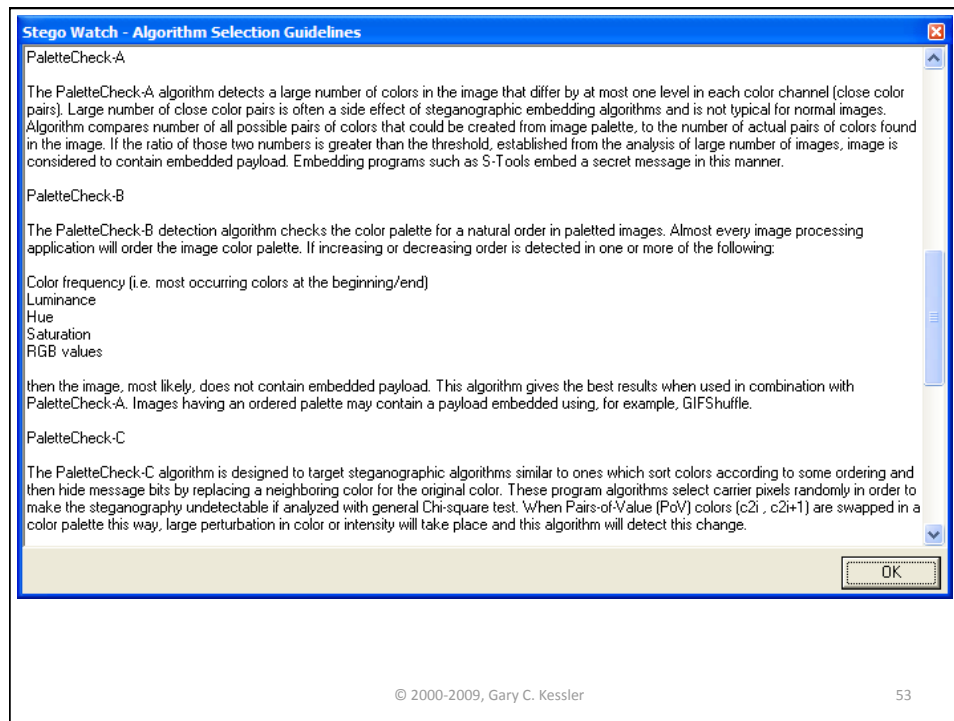 Stego Watch - Algorithm Selection Guidelines
PaletteCheck-A
The PaletteCheck-A algorithm detects a large number of colors in the image that differ by at most one level in each color channel (close color
pairs). Large number of close color pairs is often a side effect of steganographic embedding algorithms and is not typical for normal images.
Algorithm compares number of all possible pairs of colors that could be created from image palette, to the number of actual pairs of colors found
in the image. If the ratio of those two numbers is greater than the threshold, established from the analysis of large number of images, image is
considered to contain embedded payload. Embedding programs such as S-Tools embed a secret message in this manner.
PaletteCheck-B
The PaletteCheck-B detection algorithm checks the color palette for a natural order in paletted images. Almost every image processing
application will order the image color palette. If increasing or decreasing order is detected in one or more of the following:
Color frequency (i.e. most occurring colors at the beginning/end)
Luminance
Hue
Saturation
RGB values
then the image, most likely, does not contain embedded payload. This algorithm gives the best results when used in combination with
PaletteCheck-A. Images having an ordered palette may contain a payload embedded using, for example, GIFShuffle.
PaletteCheck-C
The PaletteCheck-C algorithm is designed to target steganographic algorithms similar to ones which sort colors according to some ordering and
then hide message bits by replacing a neighboring color for the original color. These program algorithms select carrier pixels randomly in order to
make the steganography undetectable if analyzed with general Chi-square test. When Pairs-of-Value (PoV) colors (c2i , c2i+1) are swapped in a
color palette this way, large perturbation in color or intensity will take place and this algorithm will detect this change.
OK
© 2000-2009, Gary C. Kessler
53